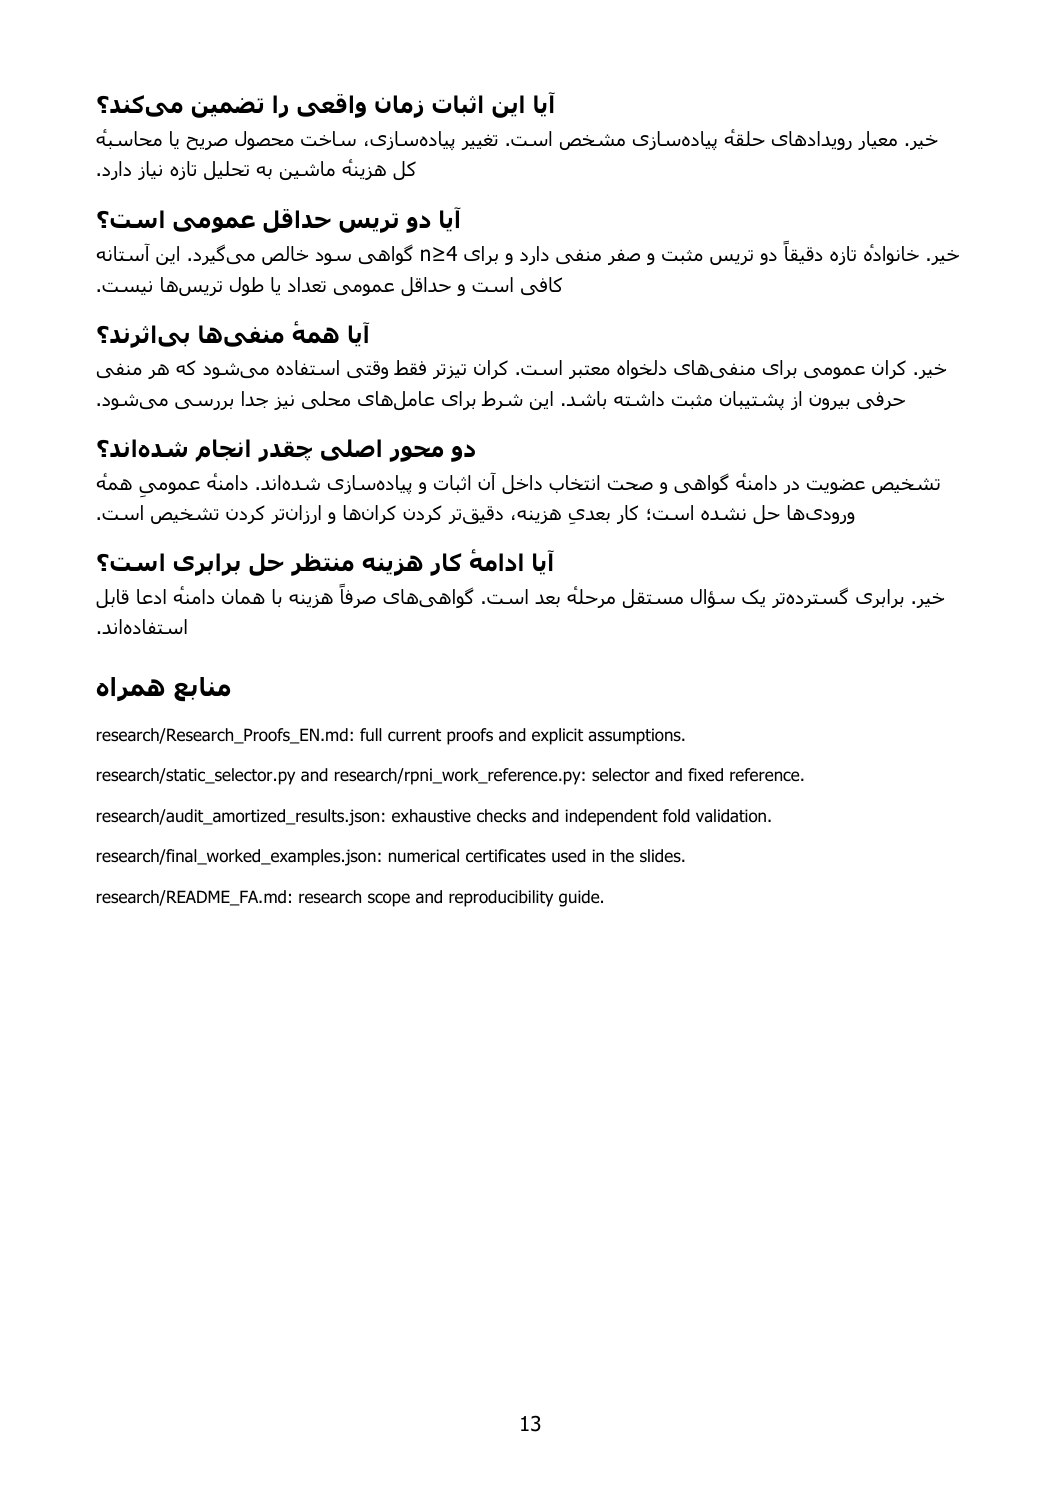 آیا این اثبات زمان واقعی را تضمین می‌کند؟
خیر. معیار رویدادهای حلقهٔ پیاده‌سازی مشخص است. تغییر پیاده‌سازی، ساخت محصول صریح یا محاسبهٔ
کل هزینهٔ ماشین به تحلیل تازه نیاز دارد.
آیا دو تریس حداقل عمومی است؟
خیر. خانوادهٔ تازه دقیقاً دو تریس مثبت و صفر منفی دارد و برای n≥4 گواهی سود خالص می‌گیرد. این آستانه
کافی است و حداقل عمومی تعداد یا طول تریس‌ها نیست.
آیا همهٔ منفی‌ها بی‌اثرند؟
خیر. کران عمومی برای منفی‌های دلخواه معتبر است. کران تیزتر فقط وقتی استفاده می‌شود که هر منفی
حرفی بیرون از پشتیبان مثبت داشته باشد. این شرط برای عامل‌های محلی نیز جدا بررسی می‌شود.
دو محور اصلی چقدر انجام شده‌اند؟
تشخیص عضویت در دامنهٔ گواهی و صحت انتخاب داخل آن اثبات و پیاده‌سازی شده‌اند. دامنهٔ عمومیِ همهٔ
ورودی‌ها حل نشده است؛ کار بعدیِ هزینه، دقیق‌تر کردن کران‌ها و ارزان‌تر کردن تشخیص است.
آیا ادامهٔ کار هزینه منتظر حل برابری است؟
خیر. برابری گسترده‌تر یک سؤال مستقل مرحلهٔ بعد است. گواهی‌های صرفاً هزینه با همان دامنهٔ ادعا قابل
استفاده‌اند.
منابع همراه
research/Research_Proofs_EN.md: full current proofs and explicit assumptions.
research/static_selector.py and research/rpni_work_reference.py: selector and fixed reference.
research/audit_amortized_results.json: exhaustive checks and independent fold validation.
research/final_worked_examples.json: numerical certificates used in the slides.
research/README_FA.md: research scope and reproducibility guide.
13